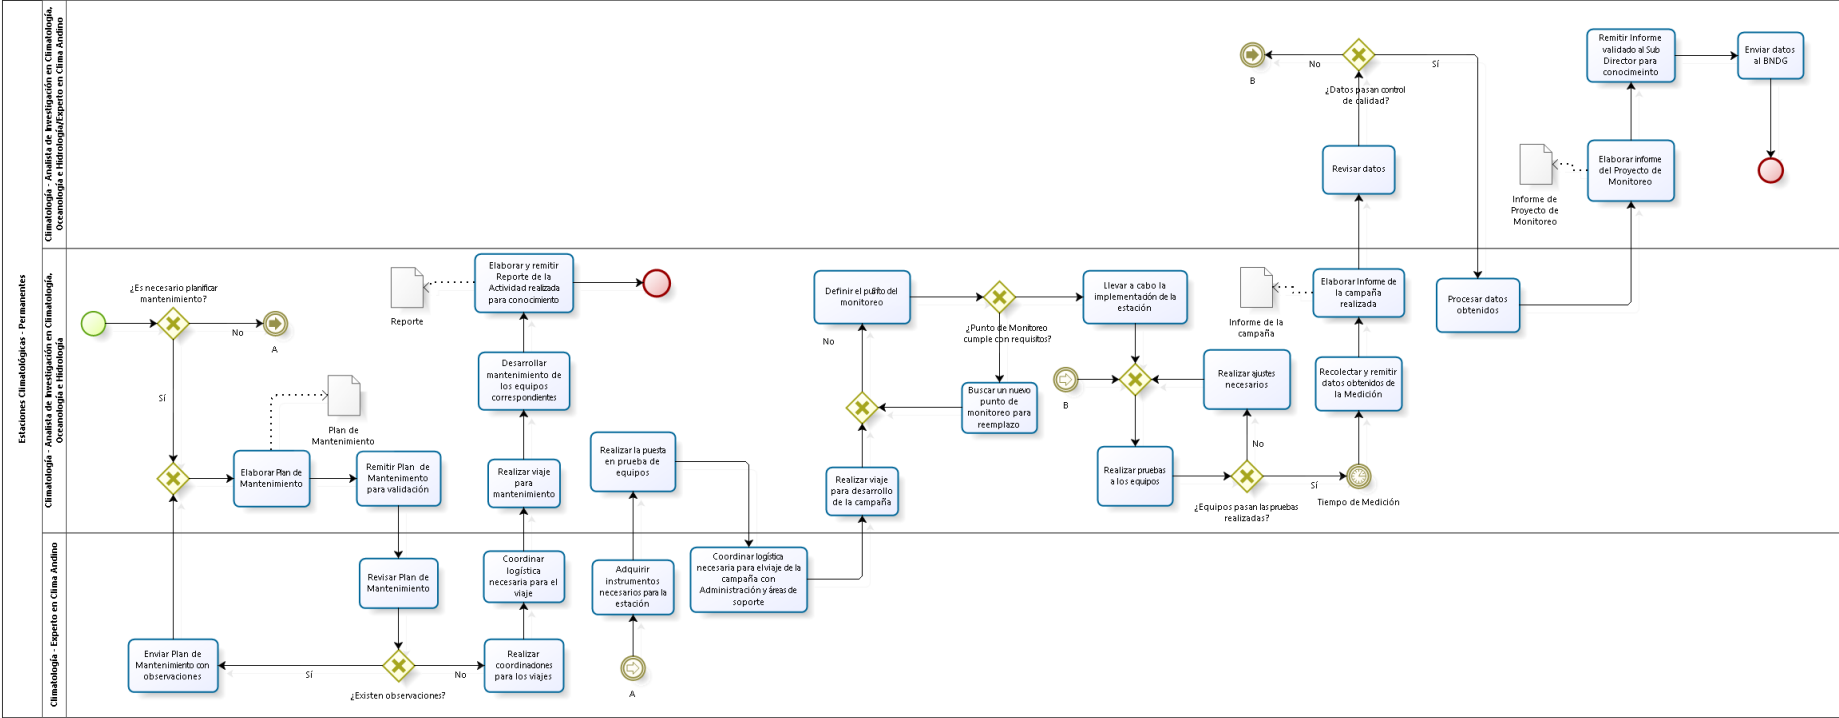 Estaciones Climatológicas - Permanentes
Climatología - Analista de Investigación en Climatología,
Oceanología e Hidrología/Experto en Clima Andino
B
No
Sí
¿Datos pasan control
de calidad?
Revisar datos
Remitir Informe
validado al Sub
Director para
conocimiento
Enviar datos
al BNDG
Elaborar informe
del Proyecto de
Monitoreo
Informe de
Proyecto de
Monitoreo
Climatología - Analista de Investigación en Climatología,
Oceanología e Hidrología
¿Es necesario planificar
mantenimiento?
No
A
Sí
Plan de
Mantenimiento
Elaborar Plan de
Mantenimiento
Remitir Plan de
Mantenimento
para validación
Reporte
Elaborar y remitir
Reporte de la
Actividad realizada
para conocimiento
Desarrollar
mantenimiento de
los equipos
correspondientes
Realizar viaje
para
mantenimiento
Realizar la puesta
en prueba de
equipos
Definir el punto del
monitoreo
No
¿Punto de Monitoreo
cumple con requisitos?
Buscar un nuevo
punto de
monitoreo para
reemplazo
Realizar viaje
para desarrollo
de la campaña
Llevar a cabo la
implementación de la
estación
B
Realizar ajustes
necesarios
No
Realizar pruebas
a los equipos
Sí
¿Equipos pasan las pruebas
realizadas?
Tiempo de Medición
Recolectar y remitir
datos obtenidos de
la Medición
Elaborar Informe de
la campaña
realizada
Informe de la
campaña
Procesar datos
obtenidos
Climatología - Experto en Clima Andino
Revisar Plan de
Mantenimiento
Enviar Plan de
Mantenimiento con
observaciones
Sí
No
¿Existen observaciones?
Coordinar
logística
necesaria para el
viaje
Realizar
coordinaciones
para los viajes
Adquirir
instrumentos
necesarios para la
estación
A
Coordinar logística
necesaria para el viaje de la
campaña con
Administración y áreas de
soporte